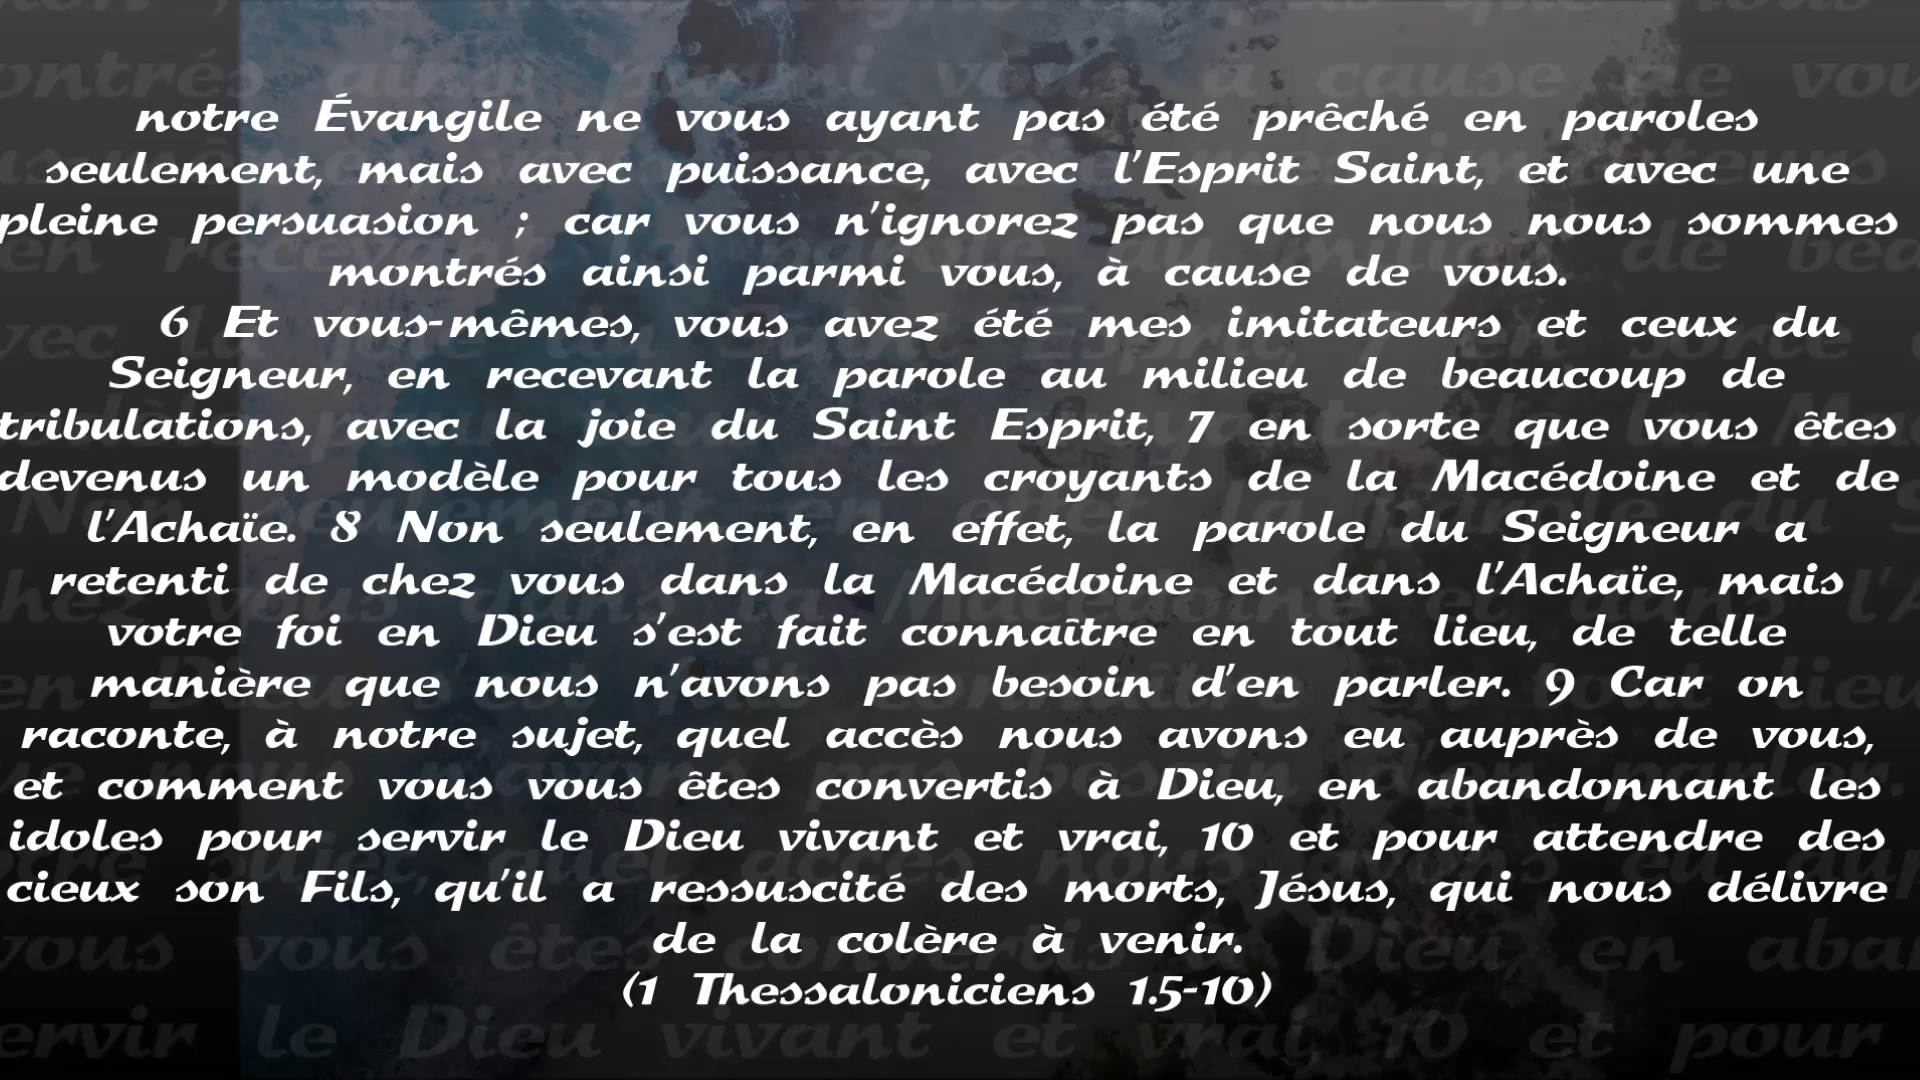 notre Évangile ne vous ayant pas été prêché en paroles
seulement, mais avec puissance, avec l'Esprit Saint, et avec une
pleine persuasion ; car vous n'ignorez pas que nous nous sommes
montrés ainsi parmi vous, à cause de vous.
6 Et vous-mêmes, vous avez été mes imitateurs et ceux du
Seigneur, en recevant la parole au milieu de beaucoup de
tribulations, avec la joie du Saint Esprit, 7 en sorte que vous êtes
devenus un modèle pour tous les croyants de la Macédoine et de
l'Achaïe. 8 Non seulement, en effet, la parole du Seigneur a
retenti de chez vous dans la Macédoine et dans l'Achaïe, mais
votre foi en Dieu s'est fait connaître en tout lieu, de telle
manière que nous n'avons pas besoin d'en parler. 9 Car on
raconte, à notre sujet, quel accès nous avons eu auprès de vous,
et comment vous vous êtes convertis à Dieu, en abandonnant les
idoles pour servir le Dieu vivant et vrai, 10 et pour attendre des
cieux son Fils, qu'il a ressuscité des morts, Jésus, qui nous délivre
de la colère à venir.
(1 Thessaloniciens 1.5-10)